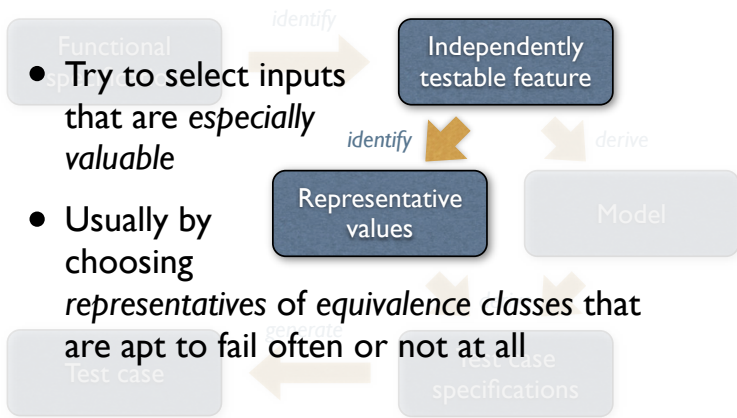 identify
Functional
Independently
testable feature
• Try to select inputs
that are especially
valuable
identify
derive
Representative
values
Model
• Usually by
choosing
representatives of equivalence classes that
are apt to fail often or not at all
generate
Test case
Test case
specifications